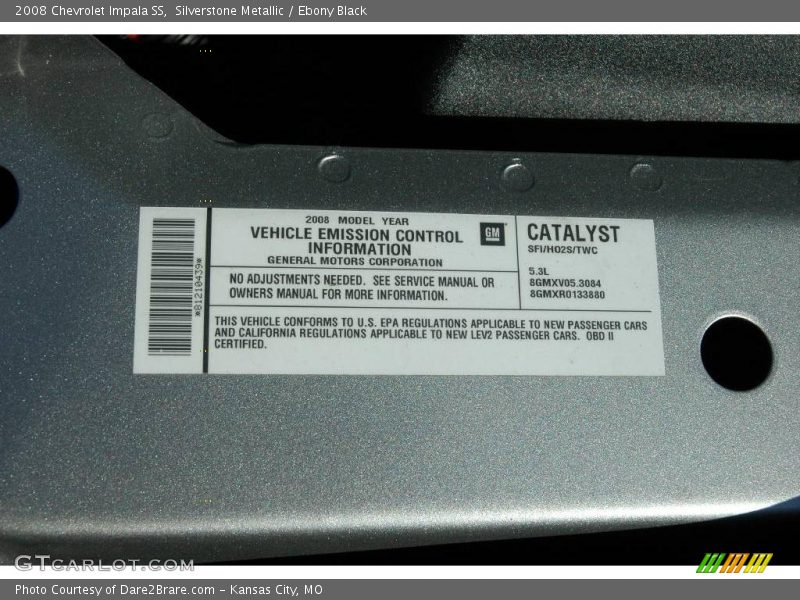 2008 Chevrolet Impala SS,  Silverstone Metallic / Ebony Black
*81210439*
2008 MODEL YEAR
VEHICLE EMISSION CONTROL
INFORMATION
GENERAL MOTORS CORPORATION
GM
NO ADJUSTMENTS NEEDED. SEE SERVICE MANUAL OR
OWNERS MANUAL FOR MORE INFORMATION.
CATALYST
SFI/HO2S/TWC
5.3L
8GMXV05.3084
8GMXR0133880
THIS VEHICLE CONFORMS TO U.S. EPA REGULATIONS APPLICABLE TO NEW PASSENGER CARS
AND CALIFORNIA REGULATIONS APPLICABLE TO NEW LEV2 PASSENGER CARS. OBD II
CERTIFIED.
GTCARLOT.COM
Photo Courtesy of Dare2Brare.com - Kansas City, MO